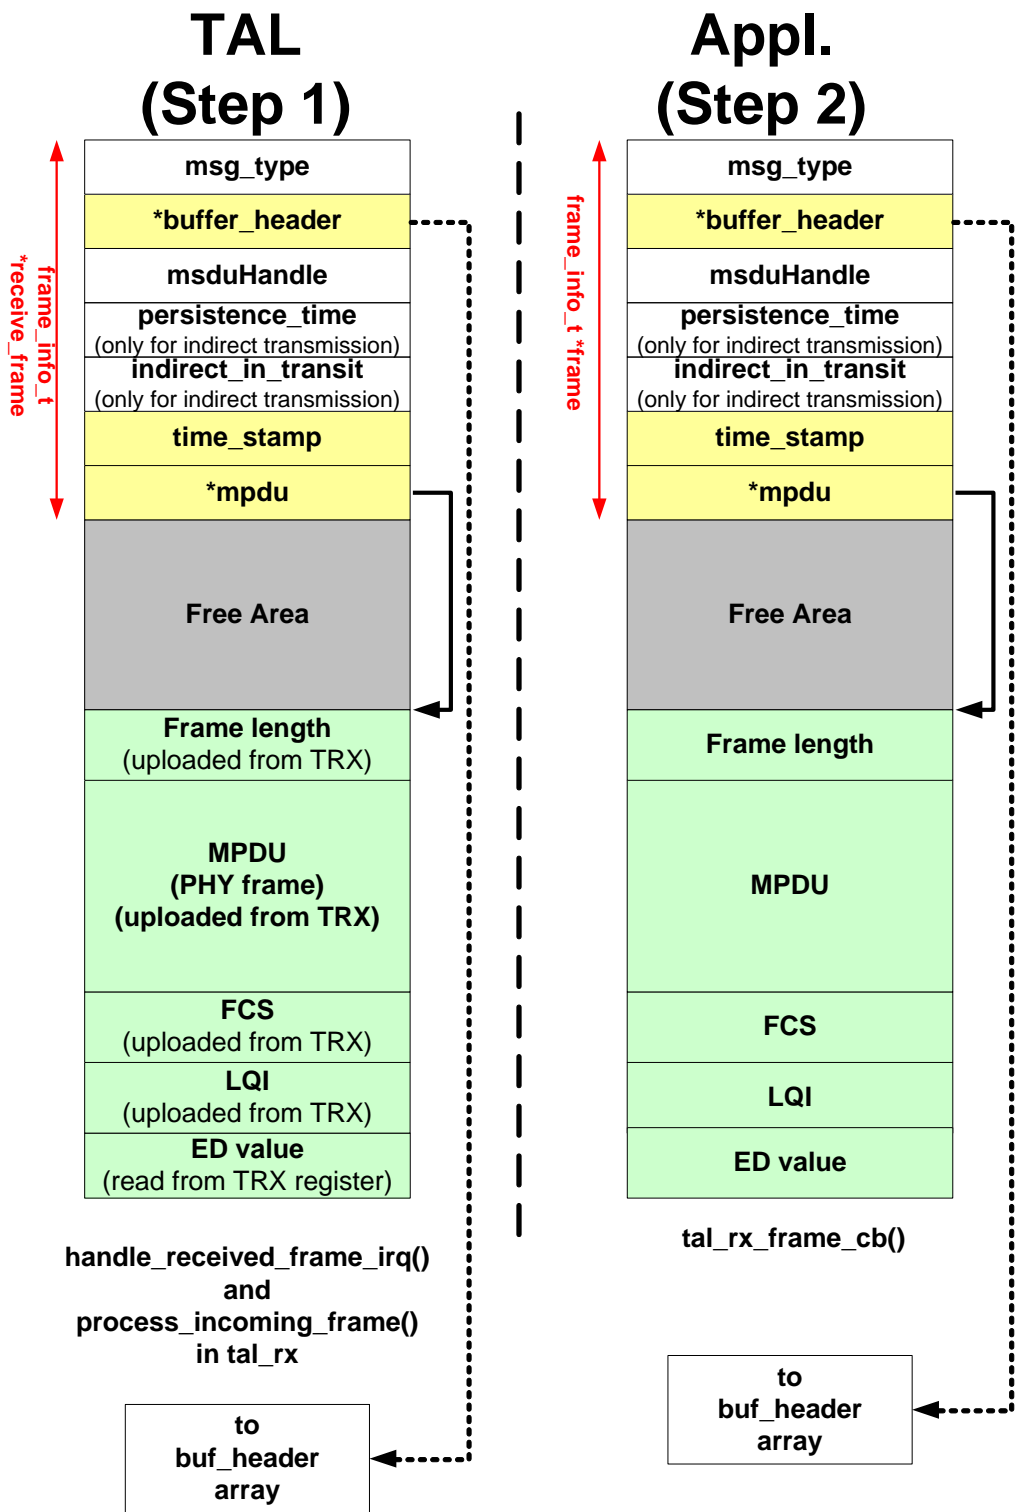 TAL
(Step 1)
frame_info_t
*receive_frame
msg_type
*buffer_header
msduHandle
persistence_time
(only for indirect transmission)
indirect_in_transit
(only for indirect transmission)
time_stamp
*mpdu
Free Area
Frame length
(uploaded from TRX)
MPDU
(PHY frame)
(uploaded from TRX)
FCS
(uploaded from TRX)
LQI
(uploaded from TRX)
ED value
(read from TRX register)
handle_received_frame_irq()
and
process_incoming_frame()
in tal_rx
to
buf_header
array
Appl.
(Step 2)
frame_info_t *frame
msg_type
*buffer_header
msduHandle
persistence_time
(only for indirect transmission)
indirect_in_transit
(only for indirect transmission)
time_stamp
*mpdu
Free Area
Frame length
MPDU
FCS
LQI
ED value
tal_rx_frame_cb()
to
buf_header
array